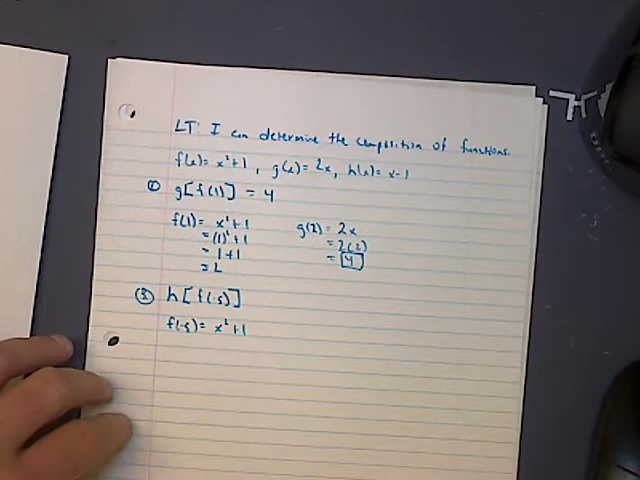 LT: I can determine the composition of functions.
f(x) = x²+1 , g(x) = 2x, h(x) = x-1
① g[f(1)] = 4
f(1) = x²+1 g(2) = 2x
= (1)²+1 = 2(2)
= 1+1 = 4
= 2
③ h[f(-5)]
f(-5) = x²+1